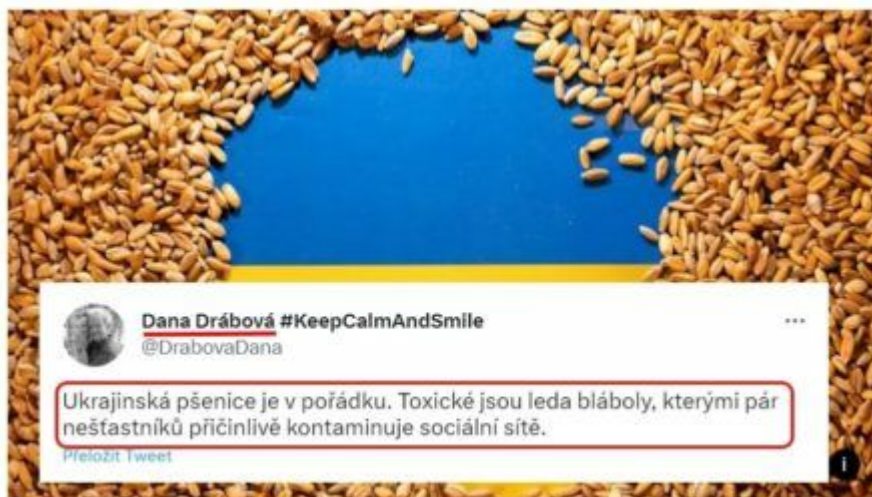 Dana Drábová #KeepCalmAndSmile
@DrabovaDana
Ukrajinská pšenice je v pořádku. Toxické jsou leda bláboly, kterými pár
nešťastníků přičinlivě kontaminuje sociální sítě.
Přeložit Tweet
i